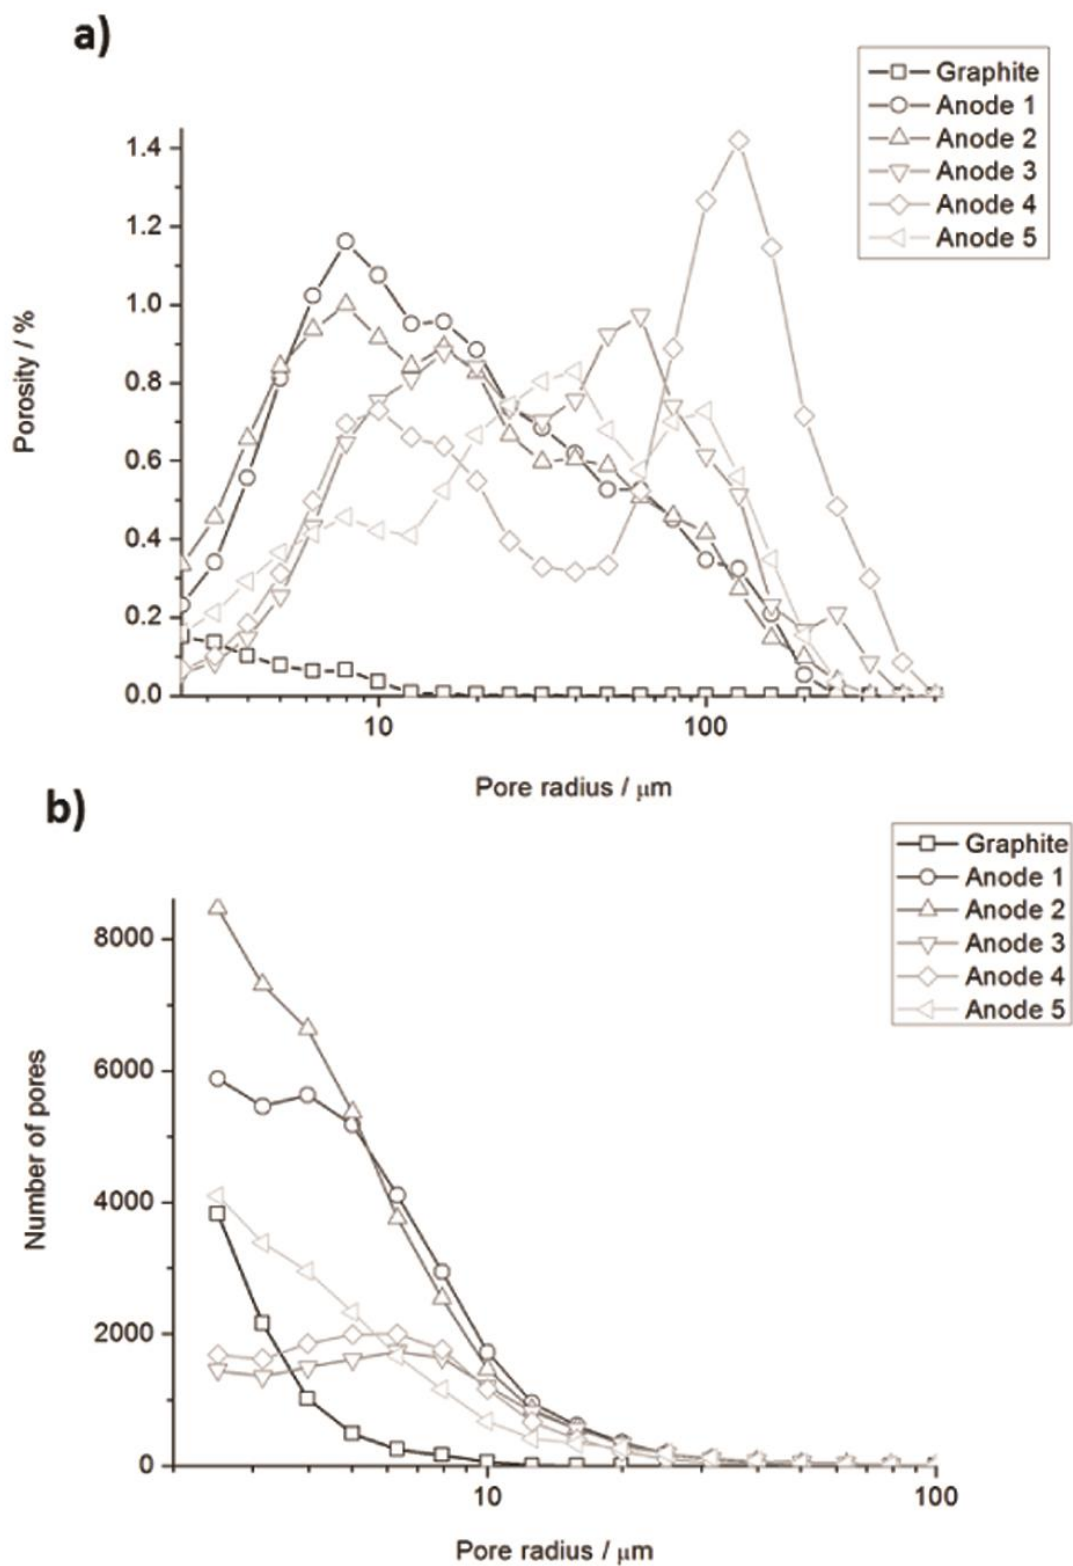 a)
Graphite
Anode 1
Anode 2
Anode 3
Anode 4
Anode 5
1.4
1.2
1.0
0.8
0.6
0.4
0.2
0.0
Porosity / %
10
100
Pore radius / μm
b)
Graphite
Anode 1
Anode 2
Anode 3
Anode 4
Anode 5
8000
6000
4000
2000
0
Number of pores
10
100
Pore radius / μm